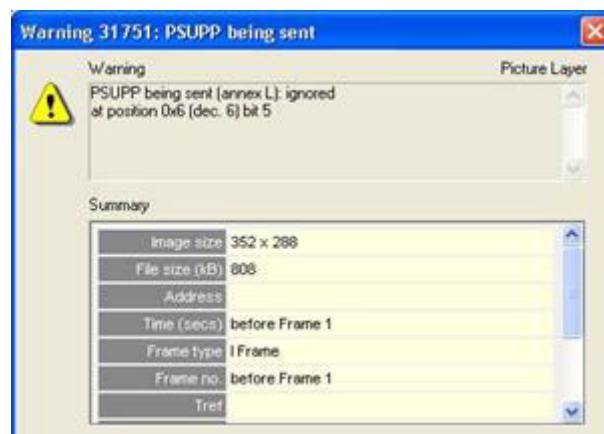 Warning 31751: PSUPP being sent
Warning Picture Layer
PSUPP being sent (annex L): ignored
at position 0x6 (dec. 6) bit 5
Summary
Image size 352 x 288
File size (kB) 808
Address
Time (secs) before Frame 1
Frame type I Frame
Frame no. before Frame 1
Tref